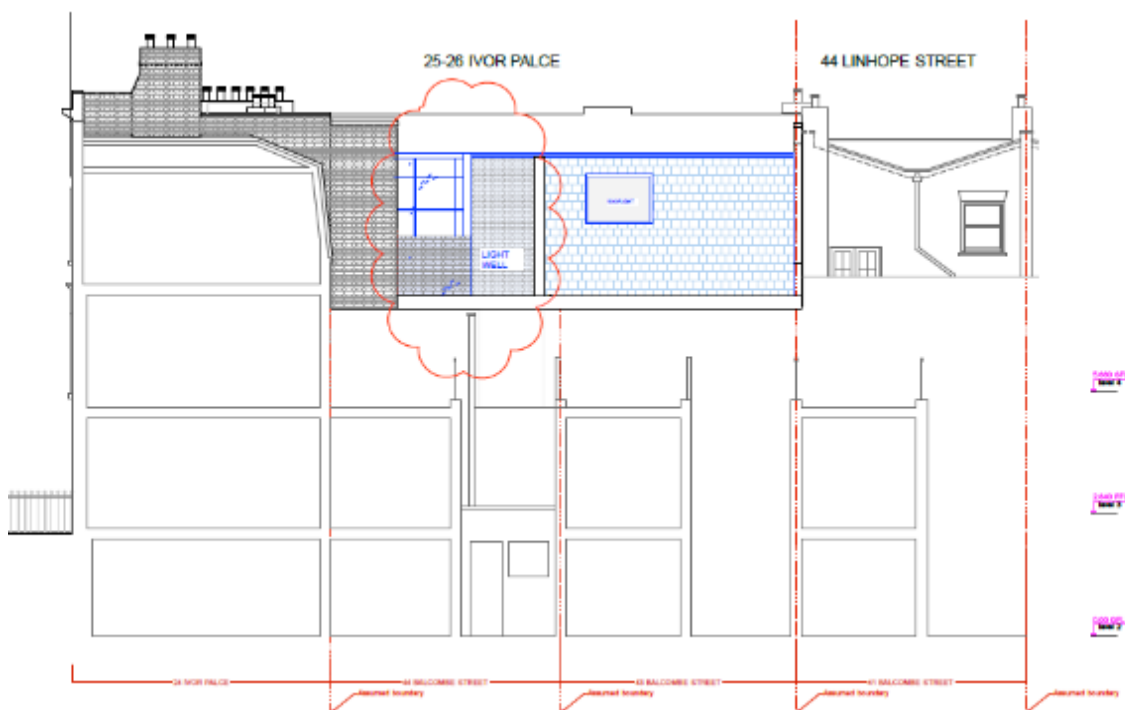 25-26 IVOR PALCE
44 LINHOPE STREET
LIGHT
WELL
24 IVOR PALCE
44 BALCOMBE STREET
43 BALCOMBE STREET
41 BALCOMBE STREET
Assumed boundary
Assumed boundary
Assumed boundary
Assumed boundary